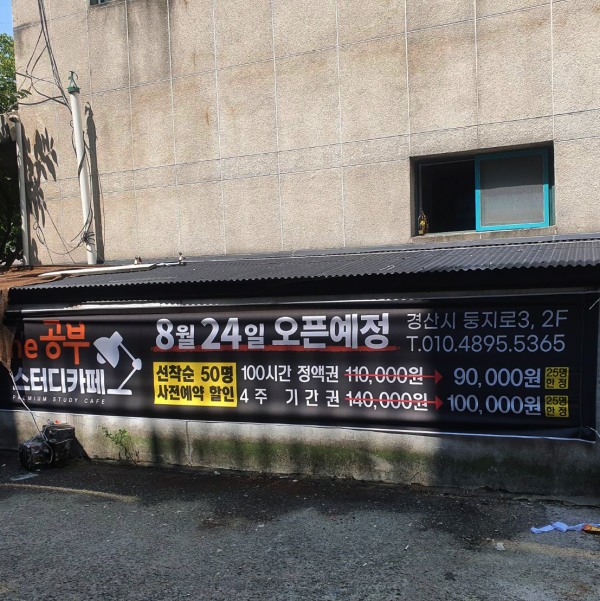 he공부
스터디카페
PREMIUM STUDY CAFE
8월 24일 오픈예정
선착순 50명
사전예약 할인
100시간 정액권 110,000원 → 90,000원 25명 한정
4주 기간권 140,000원 → 100,000원 25명 한정
경산시 둥지로3, 2F
T.010.4895.5365